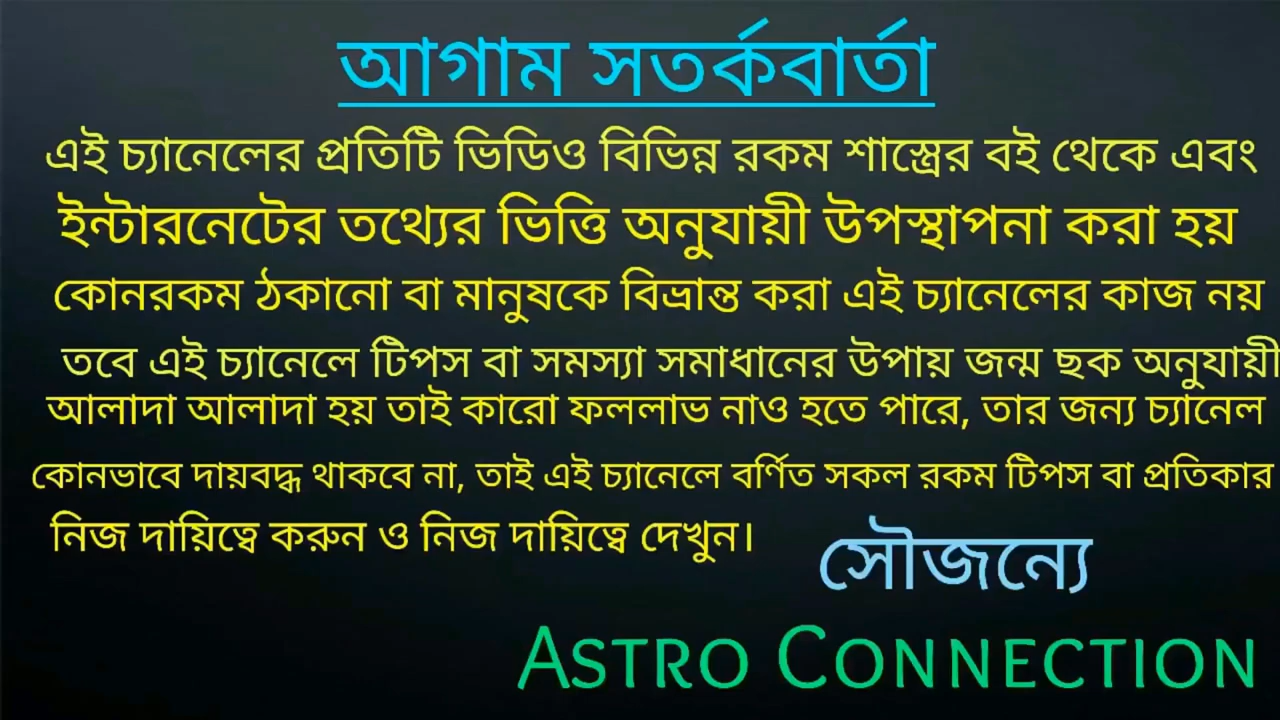 আগাম সতর্কবার্তা
এই চ্যানেলের প্রতিটি ভিডিও বিভিন্ন রকম শাস্ত্রের বই থেকে এবং
ইন্টারনেটের তথ্যের ভিত্তি অনুযায়ী উপস্থাপনা করা হয়
কোনরকম ঠকানো বা মানুষকে বিভ্রান্ত করা এই চ্যানেলের কাজ নয়
তবে এই চ্যানেলে টিপস বা সমস্যা সমাধানের উপায় জন্ম ছক অনুযায়ী
আলাদা আলাদা হয় তাই কারো ফললাভ নাও হতে পারে, তার জন্য চ্যানেল
কোনভাবে দায়বদ্ধ থাকবে না, তাই এই চ্যানেলে বর্ণিত সকল রকম টিপস বা প্রতিকার
নিজ দায়িত্বে করুন ও নিজ দায়িত্বে দেখুন।
সৌজন্যে
ASTRO CONNECTION